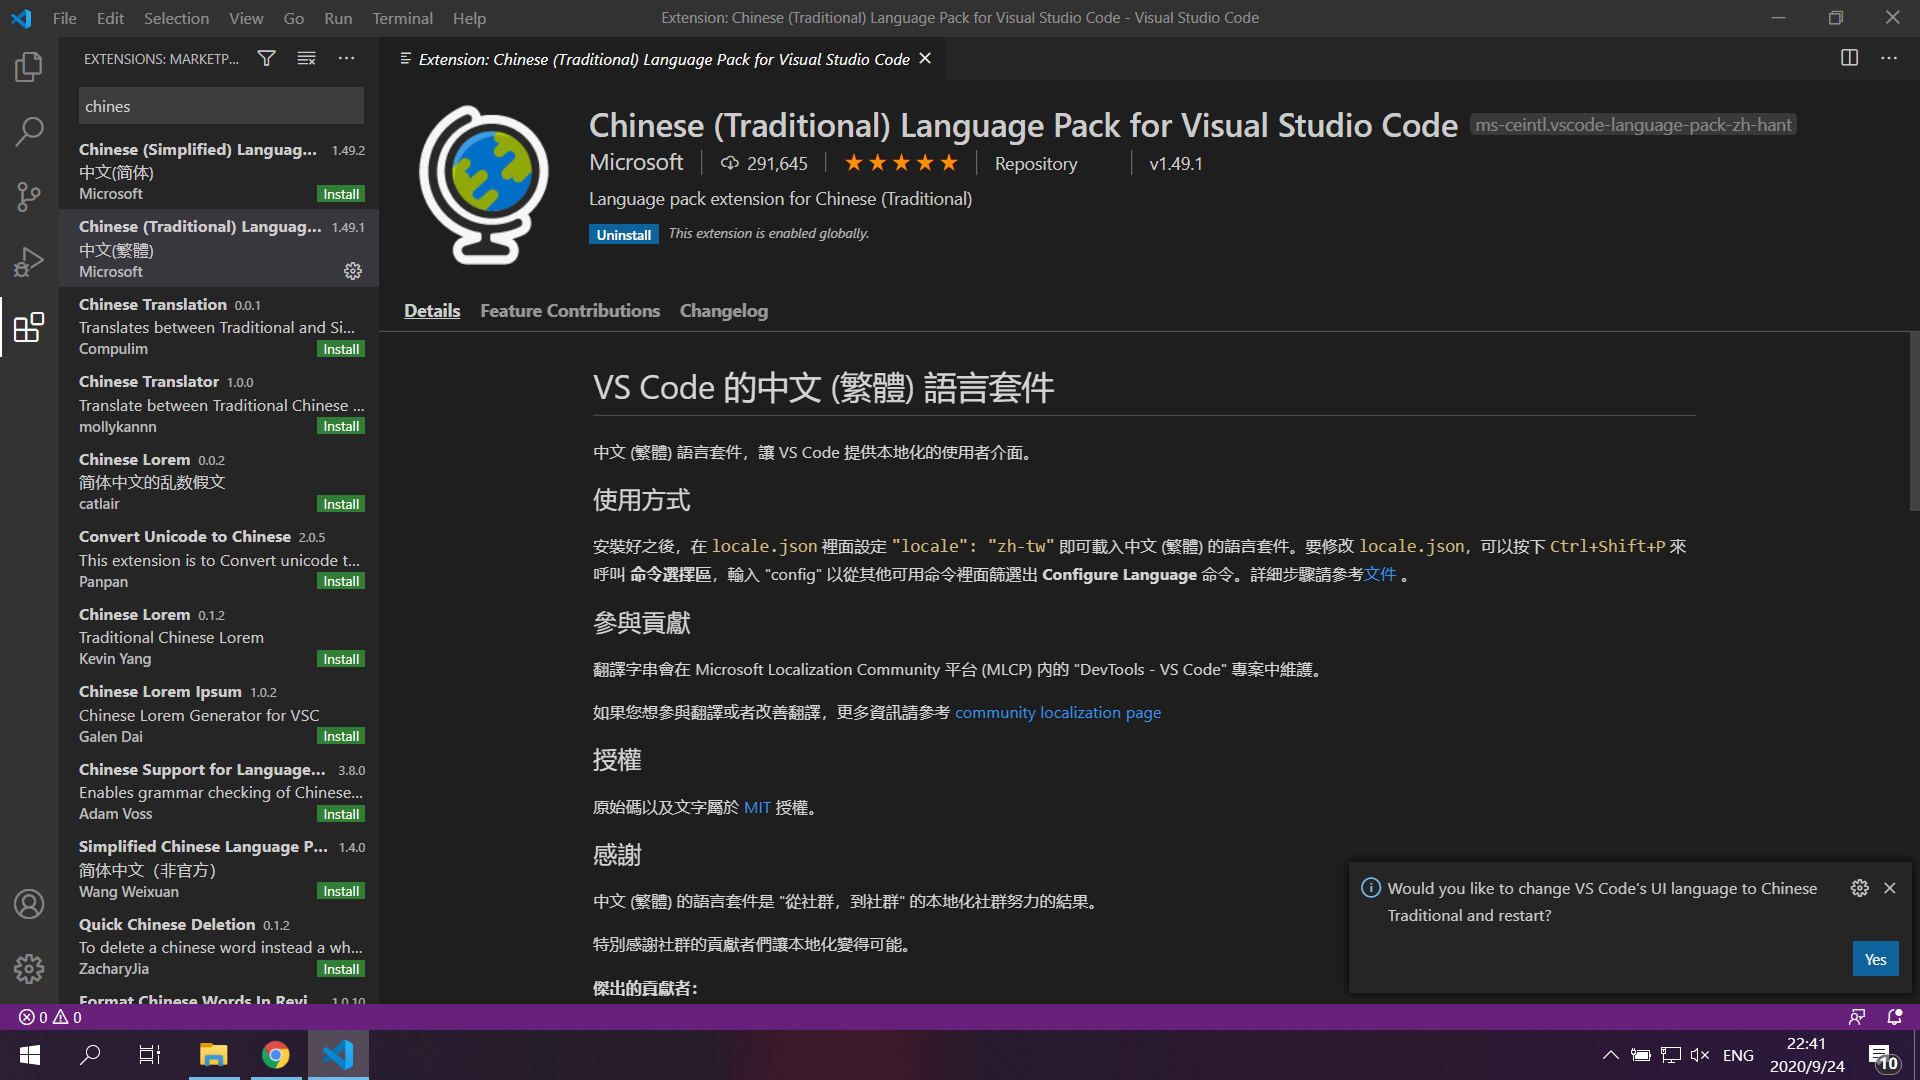 File Edit Selection View Go Run Terminal Help
Extension: Chinese (Traditional) Language Pack for Visual Studio Code - Visual Studio Code
EXTENSIONS: MARKETP...
chines
Chinese (Simplified) Languag... 1.49.2
中文(简体)
Microsoft Install
Chinese (Traditional) Languag... 1.49.1
中文(繁體)
Microsoft
Chinese Translation 0.0.1
Translates between Traditional and Si...
Compulim Install
Chinese Translator 1.0.0
Translate between Traditional Chinese ...
mollykannn Install
Chinese Lorem 0.0.2
简体中文的乱数假文
catlair Install
Convert Unicode to Chinese 2.0.5
This extension is to Convert unicode t...
Panpan Install
Chinese Lorem 0.1.2
Traditional Chinese Lorem
Kevin Yang Install
Chinese Lorem Ipsum 1.0.2
Chinese Lorem Generator for VSC
Galen Dai Install
Chinese Support for Language... 3.8.0
Enables grammar checking of Chinese...
Adam Voss Install
Simplified Chinese Language P... 1.4.0
简体中文（非官方）
Wang Weixuan Install
Quick Chinese Deletion 0.1.2
To delete a chinese word instead a wh...
ZacharyJia Install
Format Chinese Words In Revi... 1.0.10
Extension: Chinese (Traditional) Language Pack for Visual Studio Code
Chinese (Traditional) Language Pack for Visual Studio Code ms-ceintl.vscode-language-pack-zh-hant
Microsoft 291,645 ★★★★★ Repository v1.49.1
Language pack extension for Chinese (Traditional)
Uninstall This extension is enabled globally.
Details Feature Contributions Changelog
VS Code 的中文 (繁體) 語言套件
中文 (繁體) 語言套件，讓 VS Code 提供本地化的使用者介面。
使用方式
安裝好之後，在 locale.json 裡面設定 "locale": "zh-tw" 即可載入中文 (繁體) 的語言套件。要修改 locale.json，可以按下 Ctrl+Shift+P 來
呼叫 命令選擇區，輸入 "config" 以從其他可用命令裡面篩選出 Configure Language 命令。詳細步驟請參考文件 。
參與貢獻
翻譯字串會在 Microsoft Localization Community 平台 (MLCP) 內的 "DevTools - VS Code" 專案中維護。
如果您想參與翻譯或者改善翻譯，更多資訊請參考 community localization page
授權
原始碼以及文字屬於 MIT 授權。
感謝
中文 (繁體) 的語言套件是 "從社群，到社群" 的本地化社群努力的結果。
特別感謝社群的貢獻者們讓本地化變得可能。
傑出的貢獻者：
Would you like to change VS Code's UI language to Chinese
Traditional and restart?
Yes
0 0
ENG
22:41
2020/9/24
10